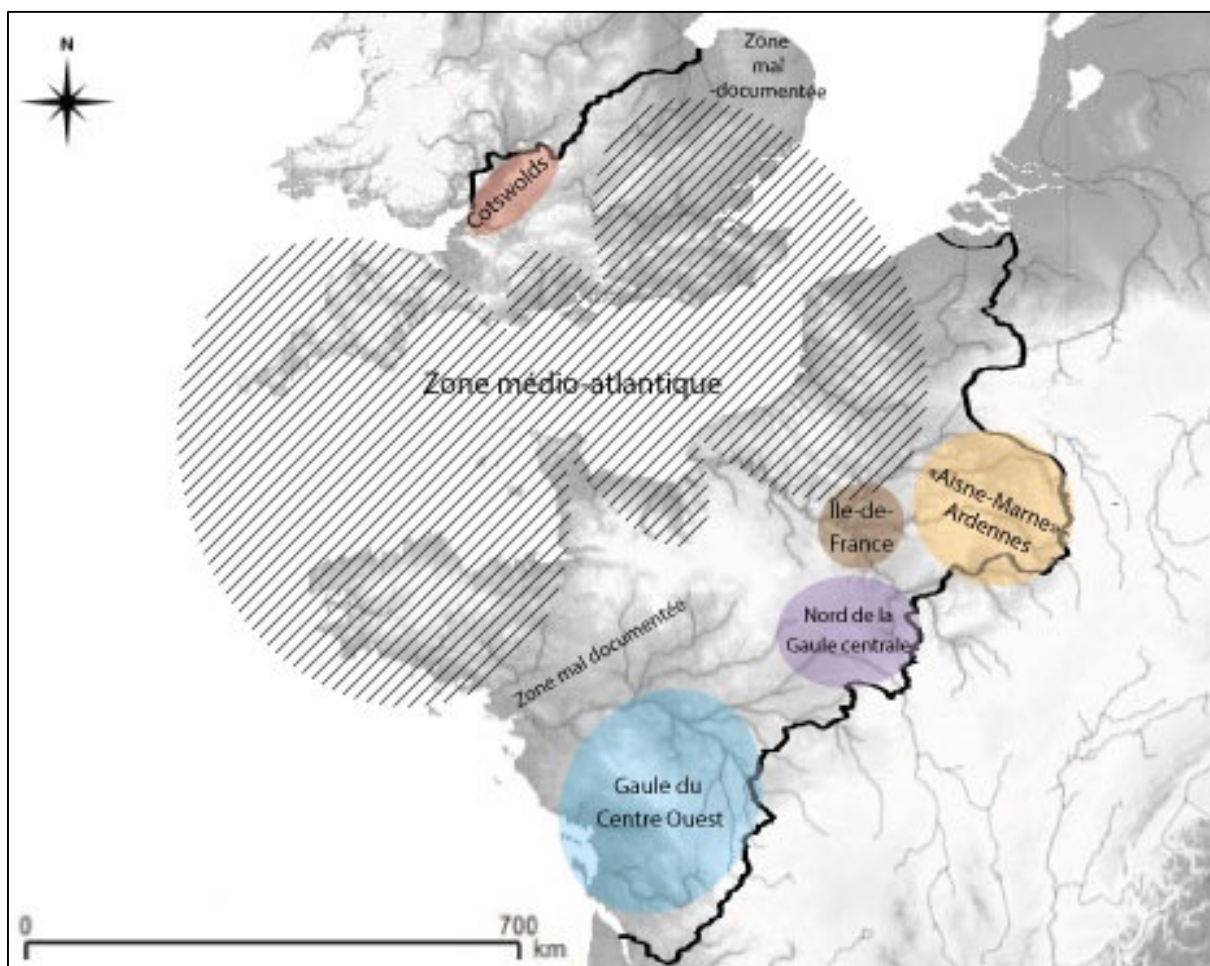 N
Zone
mal
-documentée
Cotswolds
Zone médio-atlantique
«Aisne-Marne»
Ardennes
Île-de-
France
Nord de la
Gaule centrale
Zone mal documentée
Gaule du
Centre Ouest
0
700
km